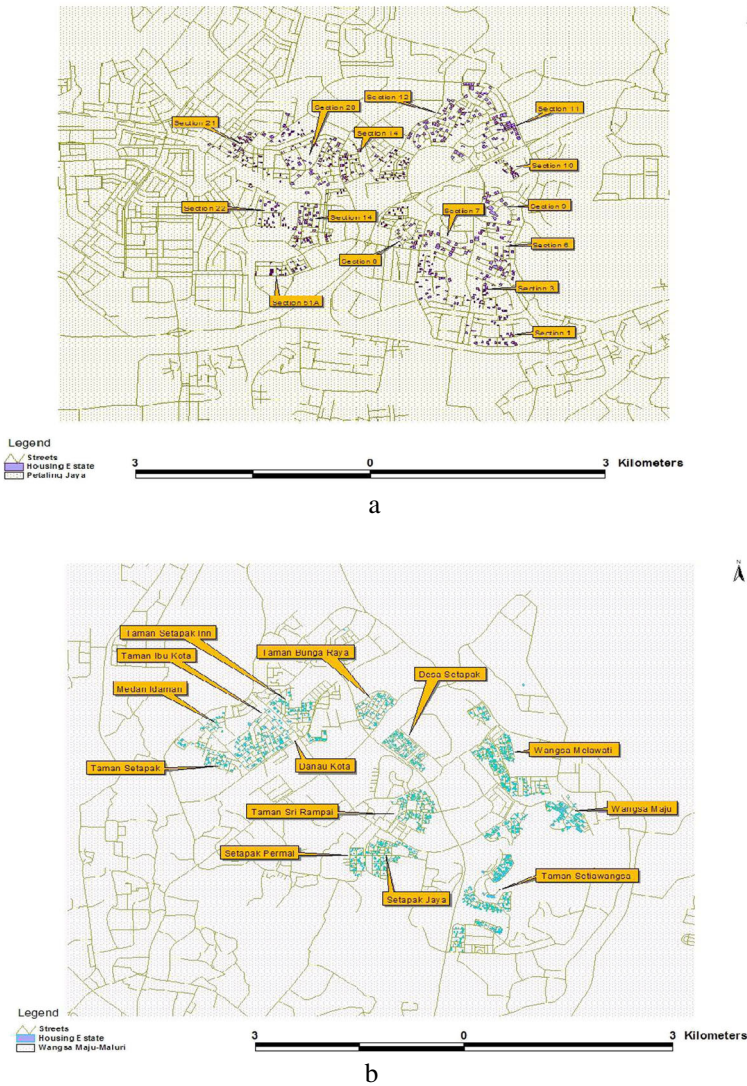 Section 12
Section 20
Section 11
Section 21
Section 14
Section 10
Section 22
Section 14
Section 7
Section 9
Section 6
Section 8
Section 3
Section 51A
Section 1
Legend
Streets
Housing Estate
Petaling Jaya
3 0 3 Kilometers
a
N
Taman Setapak Inn
Taman Ibu Kota
Taman Bunga Raya
Desa Setapak
Medan Idaman
Wangsa Melawati
Taman Setapak
Danau Kota
Taman Sri Rampai
Wangsa Maju
Setapak Permai
Taman Setiawangsa
Setapak Jaya
Legend
Streets
Housing Estate
Wangsa Maju-Maluri
3 0 3 Kilometers
b